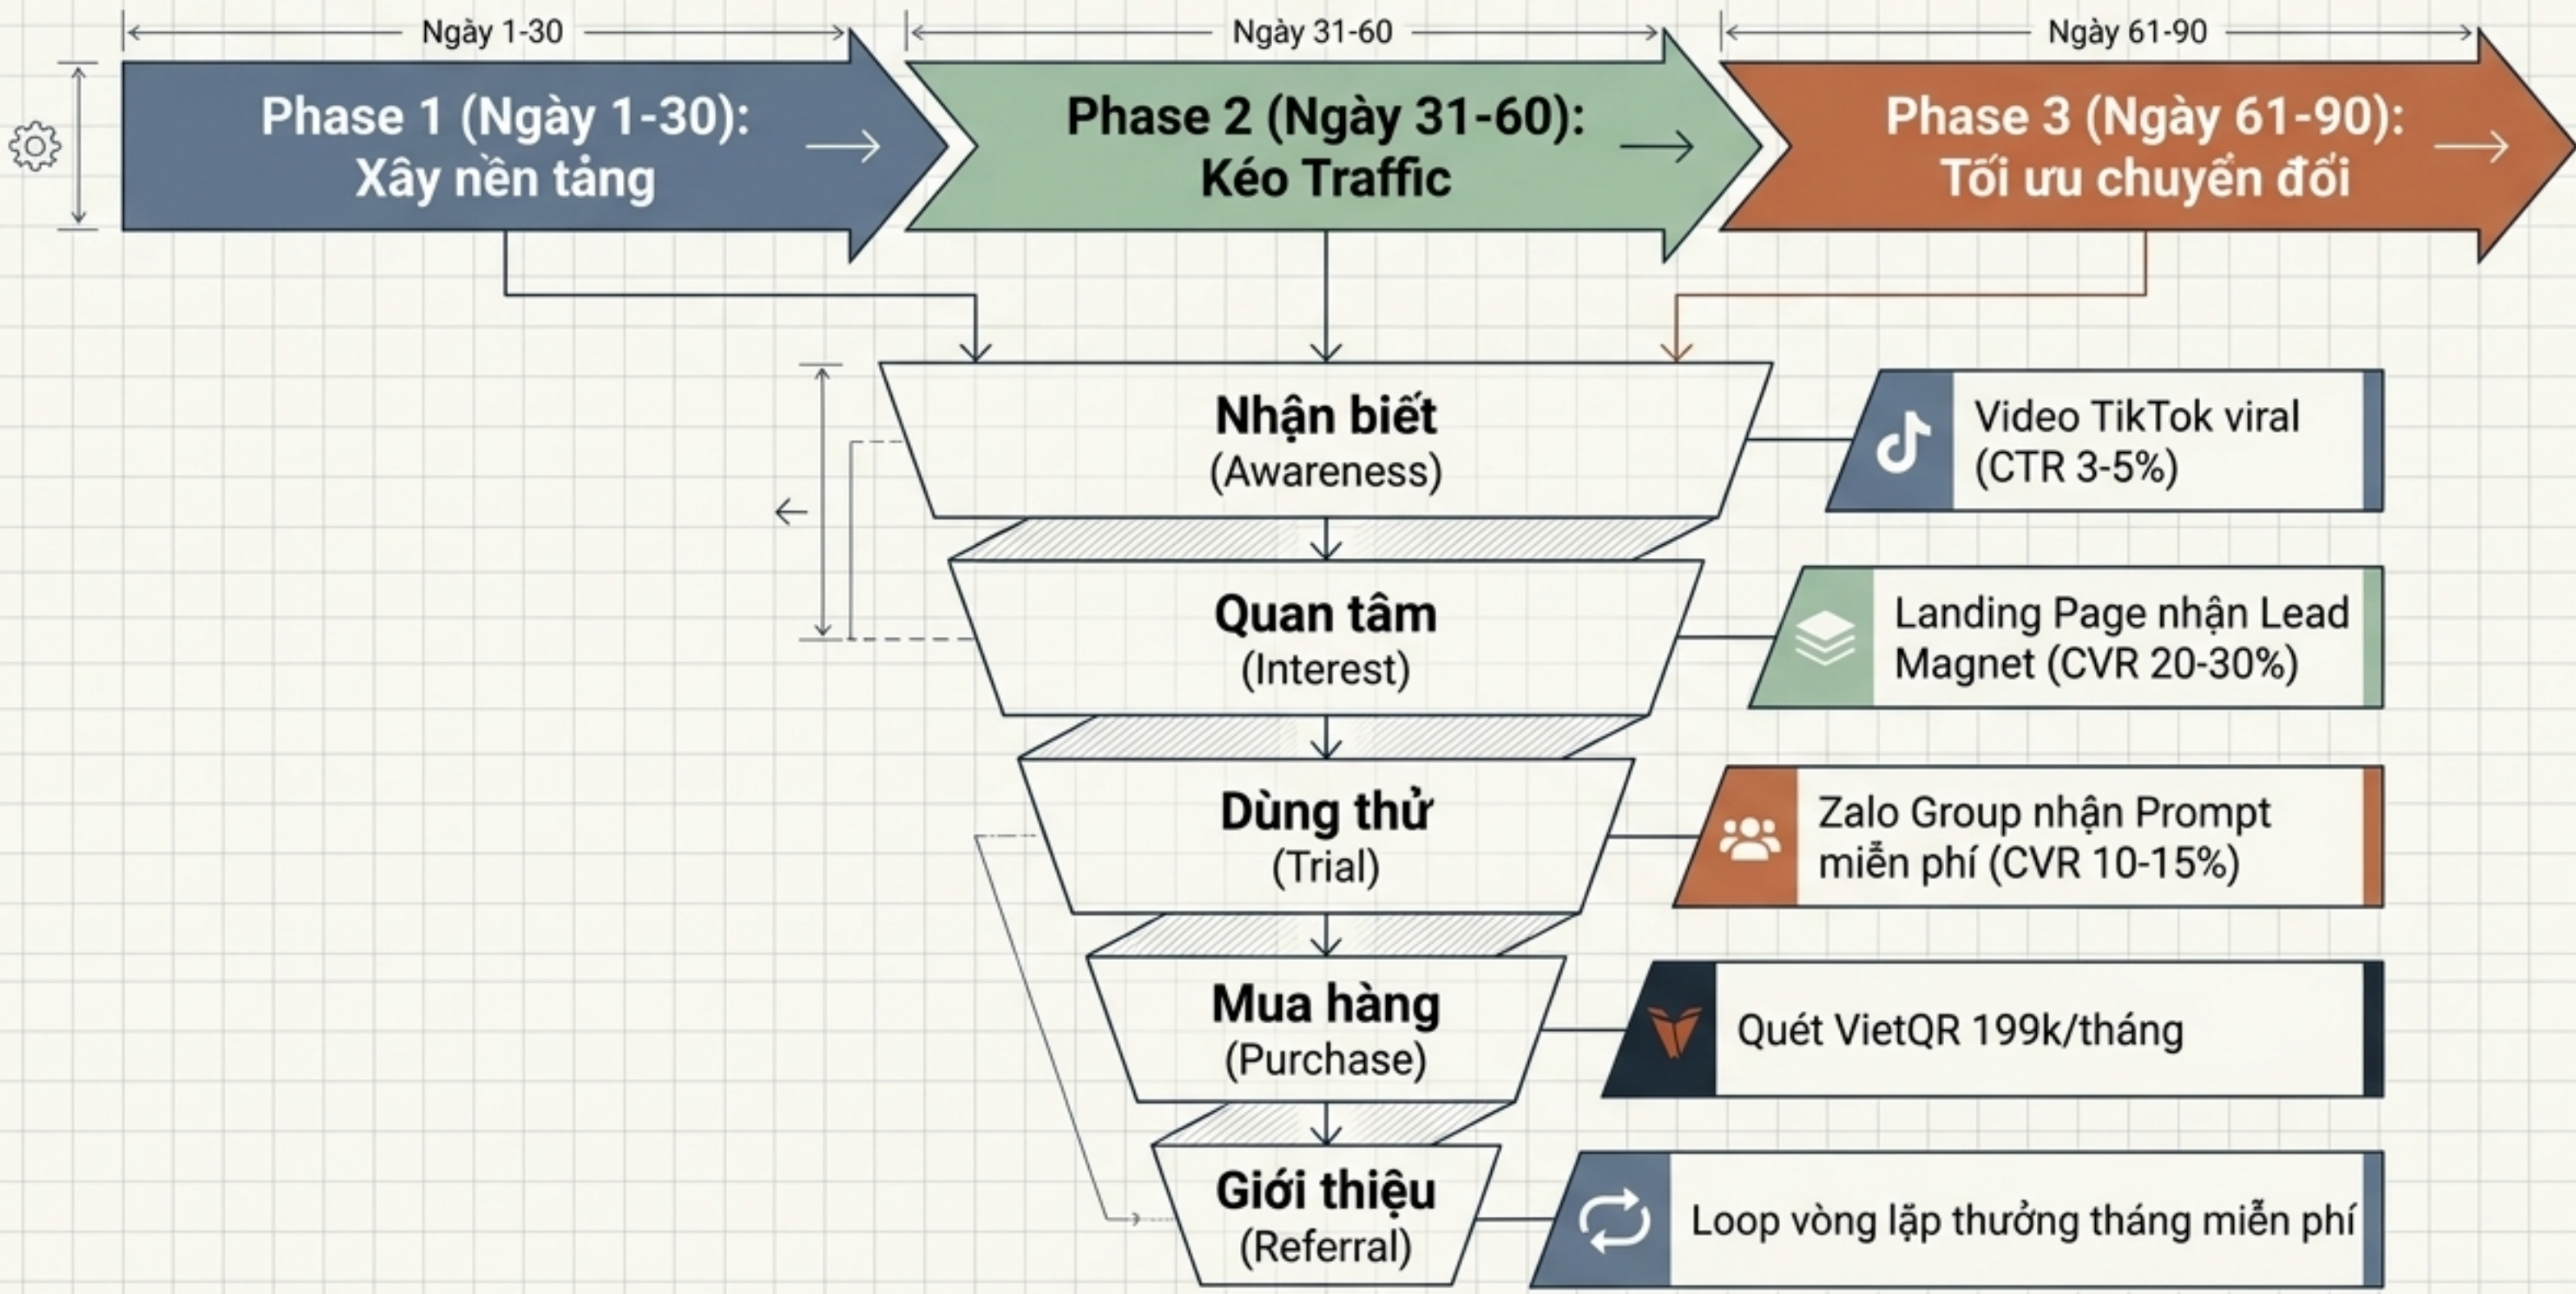 Ngày 1-30
Ngày 31-60
Ngày 61-90
Phase 1 (Ngày 1-30):
Xây nền tảng
Phase 2 (Ngày 31-60):
Kéo Traffic
Phase 3 (Ngày 61-90):
Tối ưu chuyển đổi
Nhận biết
(Awareness)
Video TikTok viral
(CTR 3-5%)
Quan tâm
(Interest)
Landing Page nhận Lead
Magnet (CVR 20-30%)
Dùng thử
(Trial)
Zalo Group nhận Prompt
miễn phí (CVR 10-15%)
Mua hàng
(Purchase)
Quét VietQR 199k/tháng
Giới thiệu
(Referral)
Loop vòng lặp thưởng tháng miễn phí